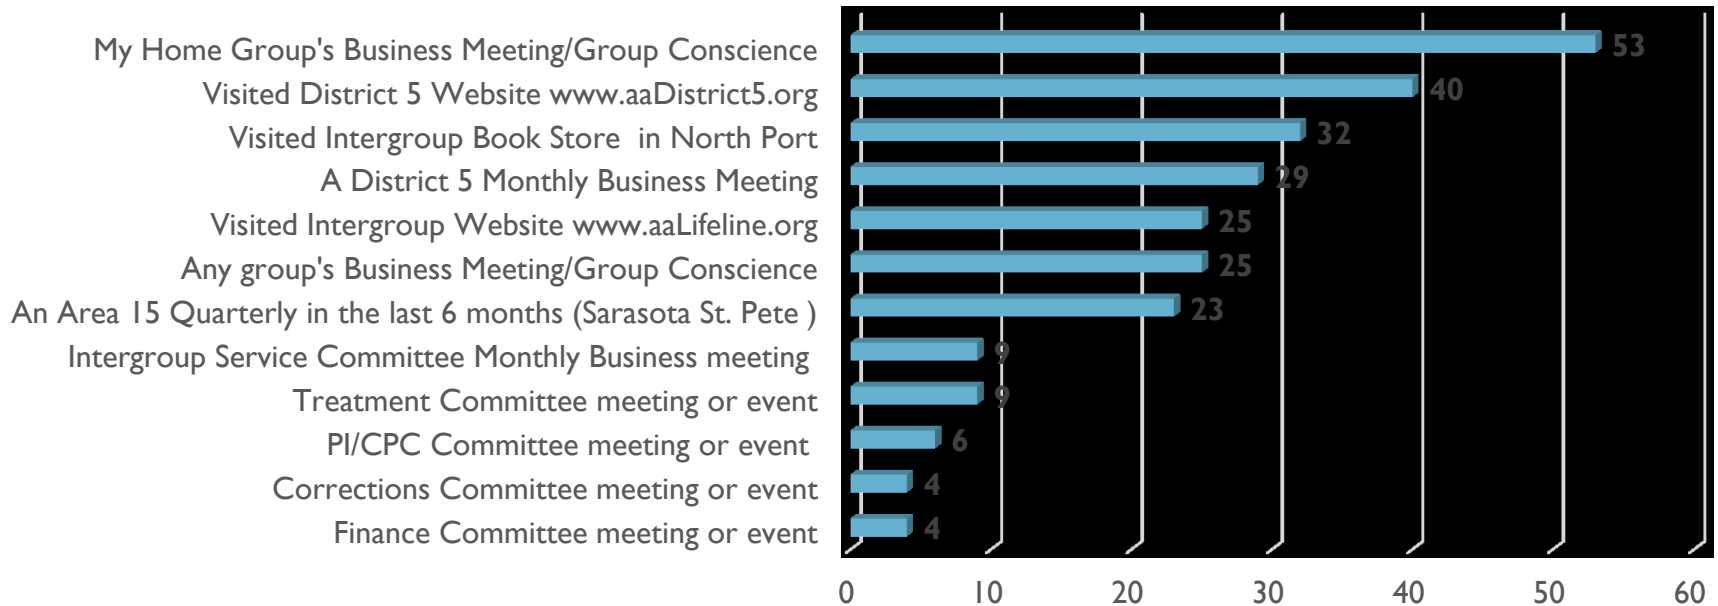 My Home Group's Business Meeting/Group Conscience 53
Visited District 5 Website www.aaDistrict5.org 40
Visited Intergroup Book Store  in North Port 32
A District 5 Monthly Business Meeting 29
Visited Intergroup Website www.aaLifeline.org 25
Any group's Business Meeting/Group Conscience 25
An Area 15 Quarterly in the last 6 months (Sarasota St. Pete ) 23
Intergroup Service Committee Monthly Business meeting 9
Treatment Committee meeting or event 9
PI/CPC Committee meeting or event 6
Corrections Committee meeting or event 4
Finance Committee meeting or event 4
0 10 20 30 40 50 60